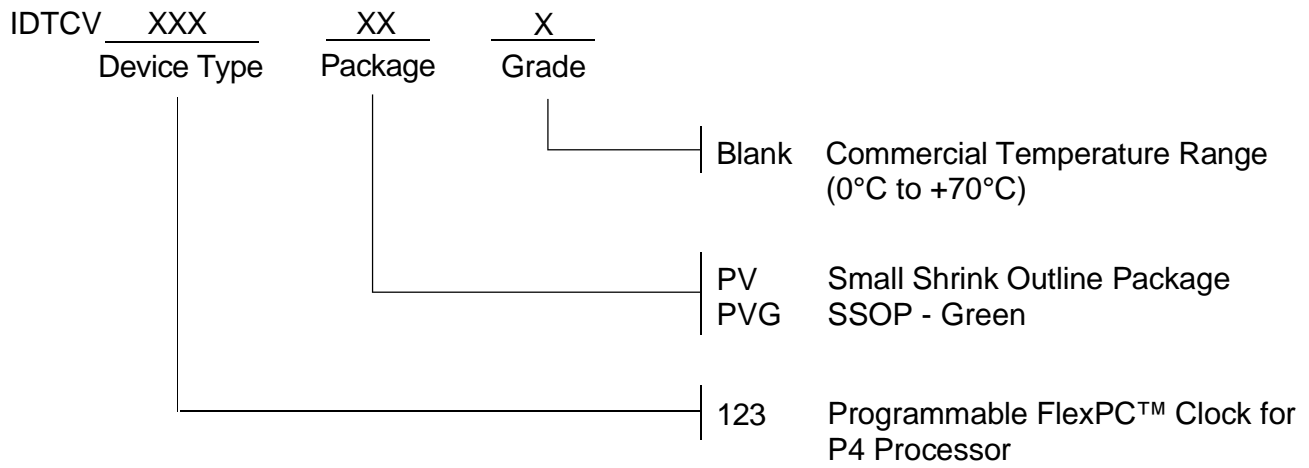 IDTCV XXX XX X
Device Type Package Grade
Blank Commercial Temperature Range
(0°C to +70°C)
PV Small Shrink Outline Package
PVG SSOP - Green
123 Programmable FlexPC™ Clock for
P4 Processor